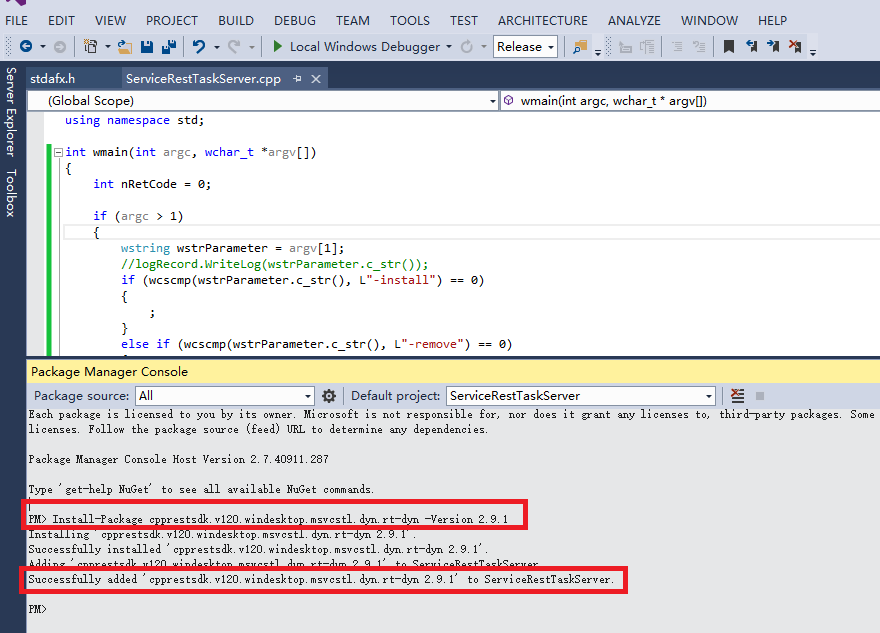 FILE EDIT VIEW PROJECT BUILD DEBUG TEAM TOOLS TEST ARCHITECTURE ANALYZE WINDOW HELP
Local Windows Debugger Release
Server Explorer
Toolbox
stdafx.h ServiceRestTaskServer.cpp
(Global Scope) wmain(int argc, wchar_t * argv[])
using namespace std;
int wmain(int argc, wchar_t *argv[])
{
int nRetCode = 0;
if (argc > 1)
{
wstring wstrParameter = argv[1];
//logRecord.WriteLog(wstrParameter.c_str());
if (wcscmp(wstrParameter.c_str(), L"-install") == 0)
{
;
}
else if (wcscmp(wstrParameter.c_str(), L"-remove") == 0)
Package Manager Console
Package source: All Default project: ServiceRestTaskServer
Each package is licensed to you by its owner. Microsoft is not responsible for, nor does it grant any licenses to, third-party packages. Some
licenses. Follow the package source (feed) URL to determine any dependencies.
Package Manager Console Host Version 2.7.40911.287
Type 'get-help NuGet' to see all available NuGet commands.
PM> Install-Package cpprestsdk.v120.windesktop.msvcstl.dyn.rt-dyn -Version 2.9.1
Installing 'cpprestsdk.v120.windesktop.msvcstl.dyn.rt-dyn 2.9.1'.
Successfully installed 'cpprestsdk.v120.windesktop.msvcstl.dyn.rt-dyn 2.9.1'.
Adding 'cpprestsdk.v120.windesktop.msvcstl.dyn.rt-dyn 2.9.1' to ServiceRestTaskServer.
Successfully added 'cpprestsdk.v120.windesktop.msvcstl.dyn.rt-dyn 2.9.1' to ServiceRestTaskServer.
PM>